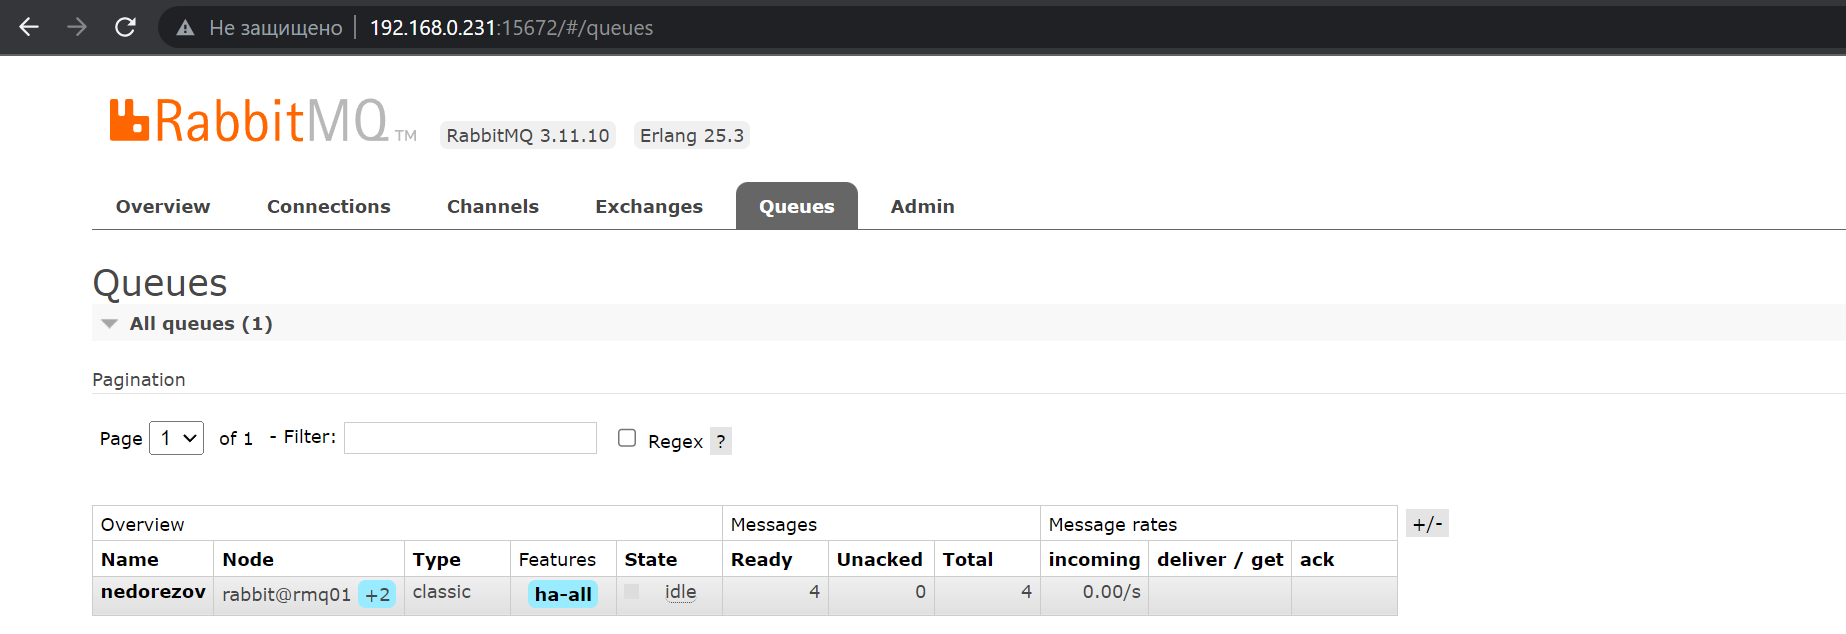 Не защищено | 192.168.0.231:15672/#/queues
RabbitMQ TM RabbitMQ 3.11.10 Erlang 25.3
Overview Connections Channels Exchanges Queues Admin
Queues
All queues (1)
Pagination
Page 1 of 1 - Filter: Regex ?
Overview Messages Message rates +/-
Name Node Type Features State Ready Unacked Total incoming deliver / get ack
nedorezov rabbit@rmq01 +2 classic ha-all idle 4 0 4 0.00/s